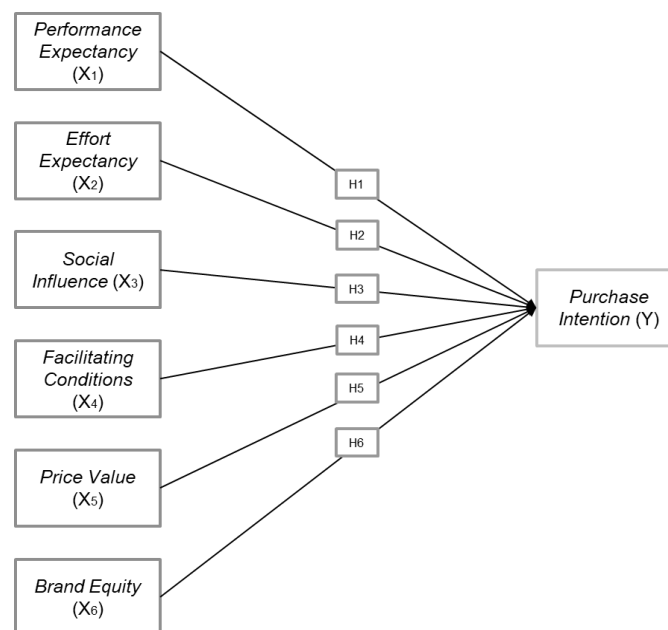 Performance
Expectancy
(X1)
Effort
Expectancy
(X2)
Social
Influence (X3)
Facilitating
Conditions
(X4)
Price Value
(X5)
Brand Equity
(X6)
H1
H2
H3
H4
H5
H6
Purchase
Intention (Y)